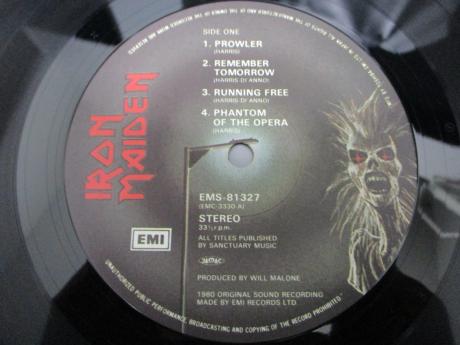 SIDE ONE
1. PROWLER
(HARRIS)
2. REMEMBER
TOMORROW
(HARRIS·DI'ANNO)
3. RUNNING FREE
(HARRIS·DI'ANNO)
4. PHANTOM
OF THE OPERA
(HARRIS)
IRON
MAIDEN
EMS-81327
(EMC-3330-A)
STEREO
33⅓ r.p.m.
EMI
ALL TITLES PUBLISHED
BY SANCTUARY MUSIC
PRODUCED BY WILL MALONE
1980 ORIGINAL SOUND RECORDING
MADE BY EMI RECORDS LTD
UNAUTHORIZED PUBLIC PERFORMANCE BROADCASTING AND COPYING OF THE RECORD PROHIBITED